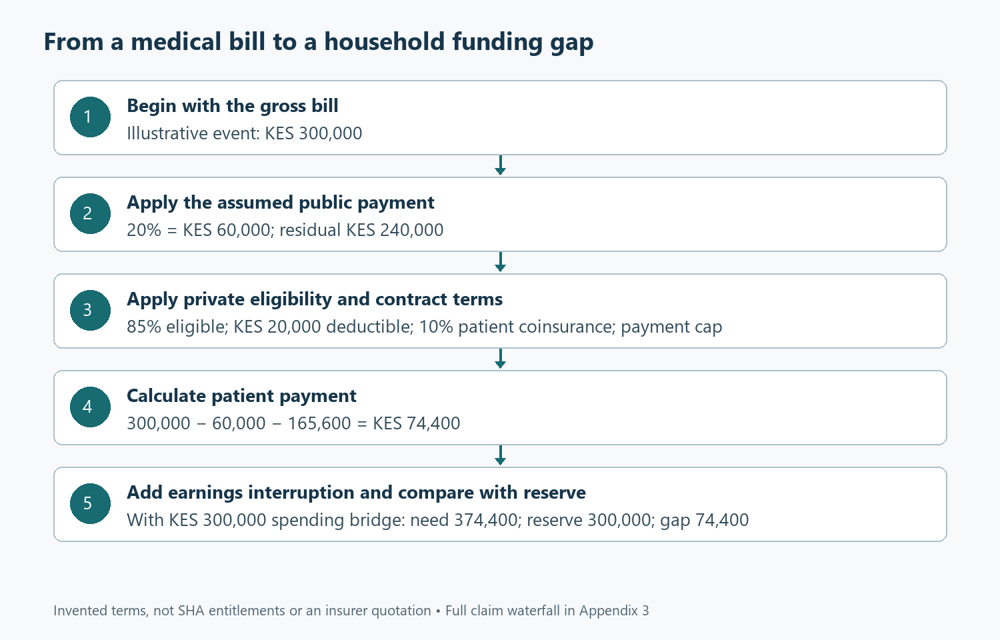 From a medical bill to a household funding gap
1
Begin with the gross bill
Illustrative event: KES 300,000
2
Apply the assumed public payment
20% = KES 60,000; residual KES 240,000
3
Apply private eligibility and contract terms
85% eligible; KES 20,000 deductible; 10% patient coinsurance; payment cap
4
Calculate patient payment
300,000 − 60,000 − 165,600 = KES 74,400
5
Add earnings interruption and compare with reserve
With KES 300,000 spending bridge: need 374,400; reserve 300,000; gap 74,400
Invented terms, not SHA entitlements or an insurer quotation • Full claim waterfall in Appendix 3